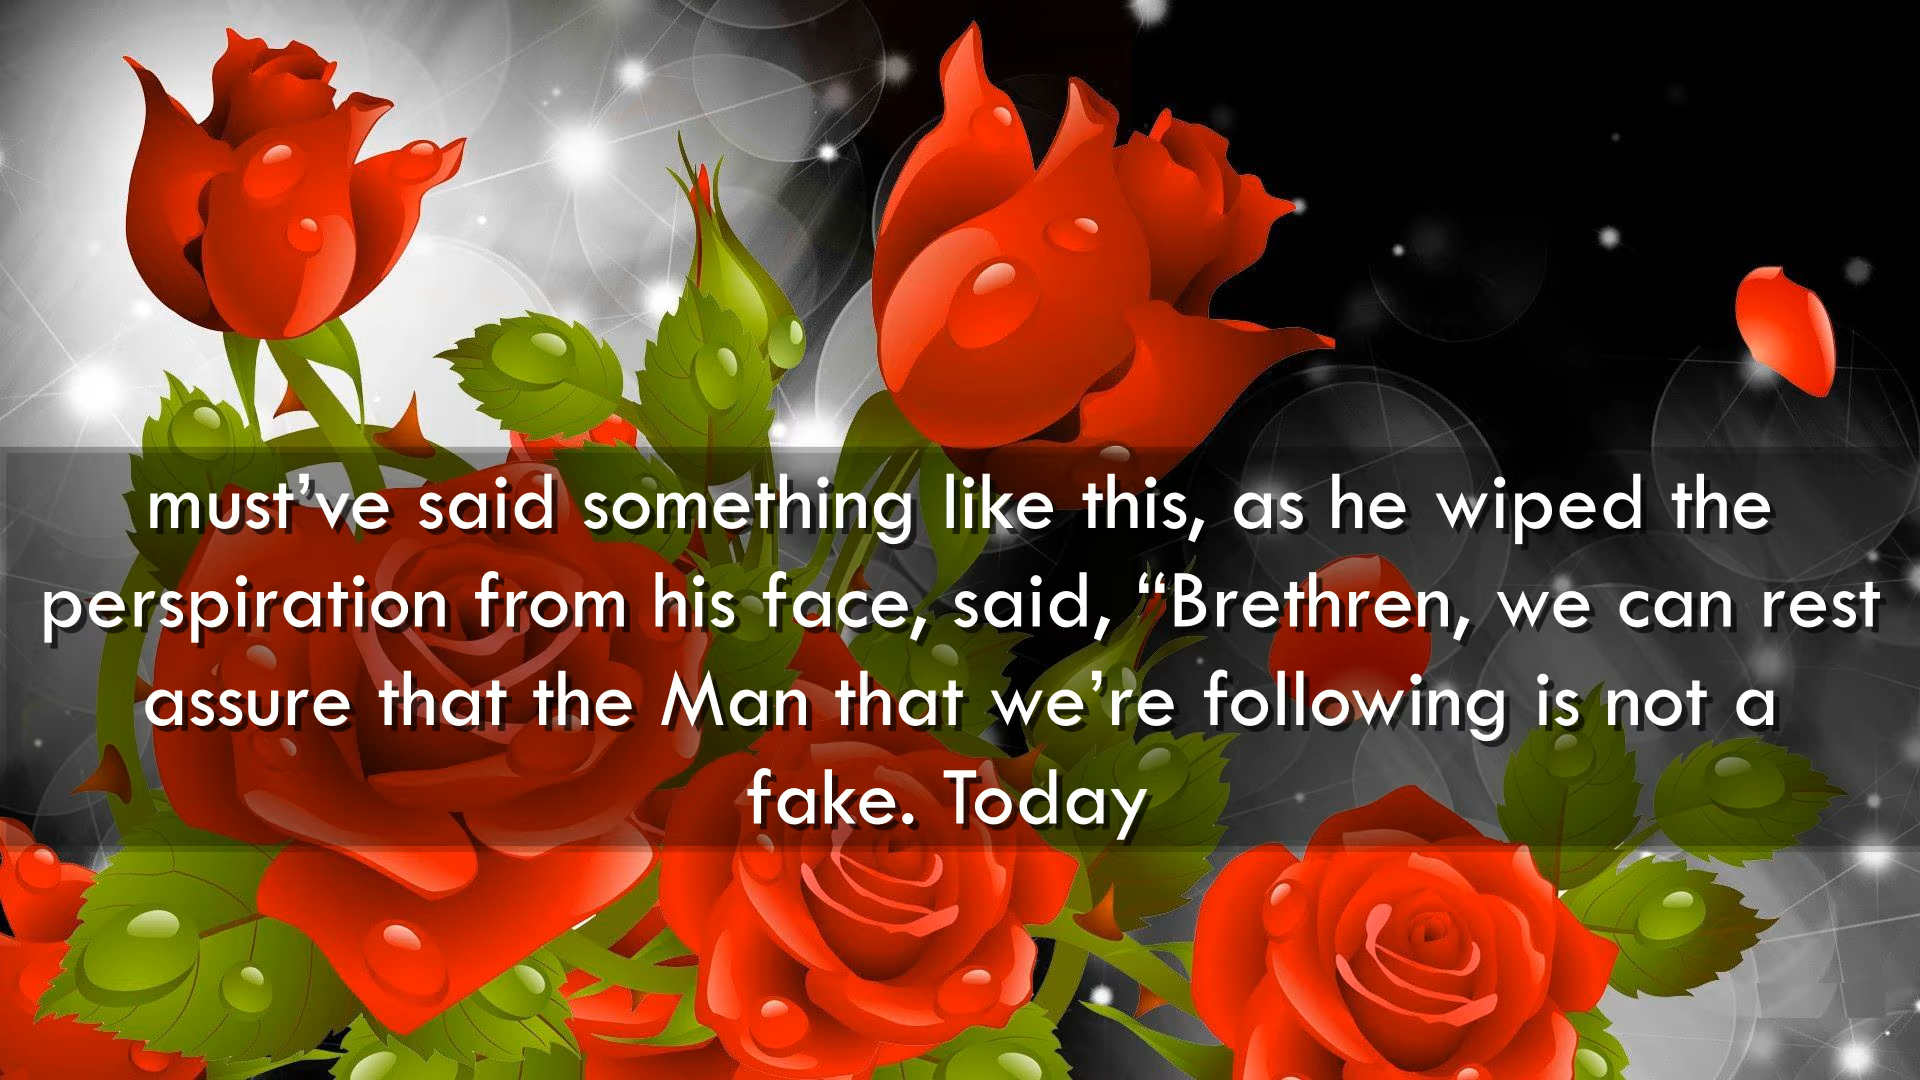 must’ve said something like this, as he wiped the
perspiration from his face, said, “Brethren, we can rest
assure that the Man that we’re following is not a
fake. Today